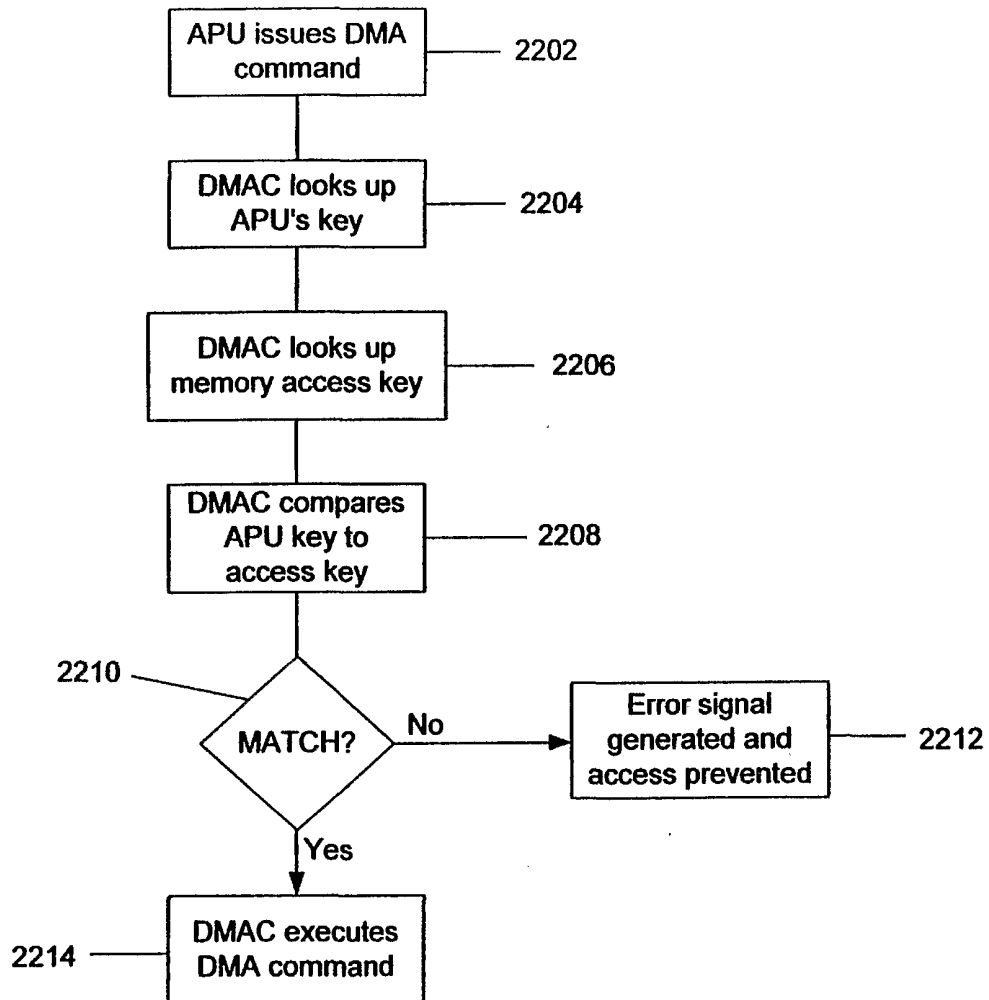 APU issues DMA
command
2202
DMAC looks up
APU's key
2204
DMAC looks up
memory access key
2206
DMAC compares
APU key to
access key
2208
2210
MATCH?
No
Error signal
generated and
access prevented
2212
Yes
DMAC executes
DMA command
2214